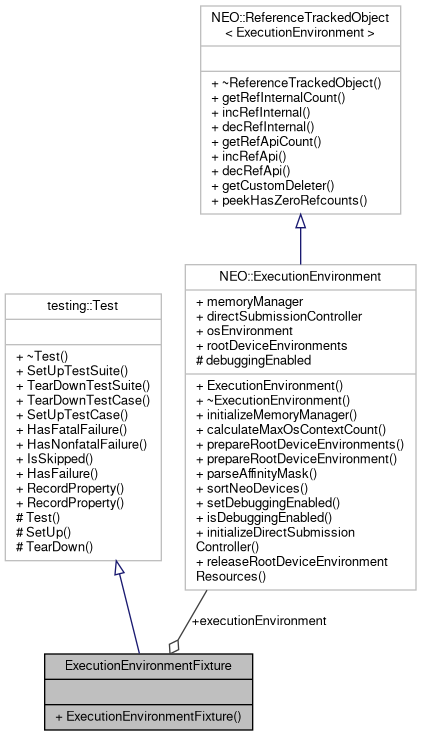 NEO::ReferenceTrackedObject
< ExecutionEnvironment >
+ ~ReferenceTrackedObject()
+ getRefInternalCount()
+ incRefInternal()
+ decRefInternal()
+ getRefApiCount()
+ incRefApi()
+ decRefApi()
+ getCustomDeleter()
+ peekHasZeroRefcounts()
NEO::ExecutionEnvironment
+ memoryManager
+ directSubmissionController
+ osEnvironment
+ rootDeviceEnvironments
# debuggingEnabled
+ ExecutionEnvironment()
+ ~ExecutionEnvironment()
+ initializeMemoryManager()
+ calculateMaxOsContextCount()
+ prepareRootDeviceEnvironments()
+ prepareRootDeviceEnvironment()
+ parseAffinityMask()
+ sortNeoDevices()
+ setDebuggingEnabled()
+ isDebuggingEnabled()
+ initializeDirectSubmission
Controller()
+ releaseRootDeviceEnvironment
Resources()
testing::Test
+ ~Test()
+ SetUpTestSuite()
+ TearDownTestSuite()
+ TearDownTestCase()
+ SetUpTestCase()
+ HasFatalFailure()
+ HasNonfatalFailure()
+ IsSkipped()
+ HasFailure()
+ RecordProperty()
+ RecordProperty()
# Test()
# SetUp()
# TearDown()
+executionEnvironment
ExecutionEnvironmentFixture
+ ExecutionEnvironmentFixture()